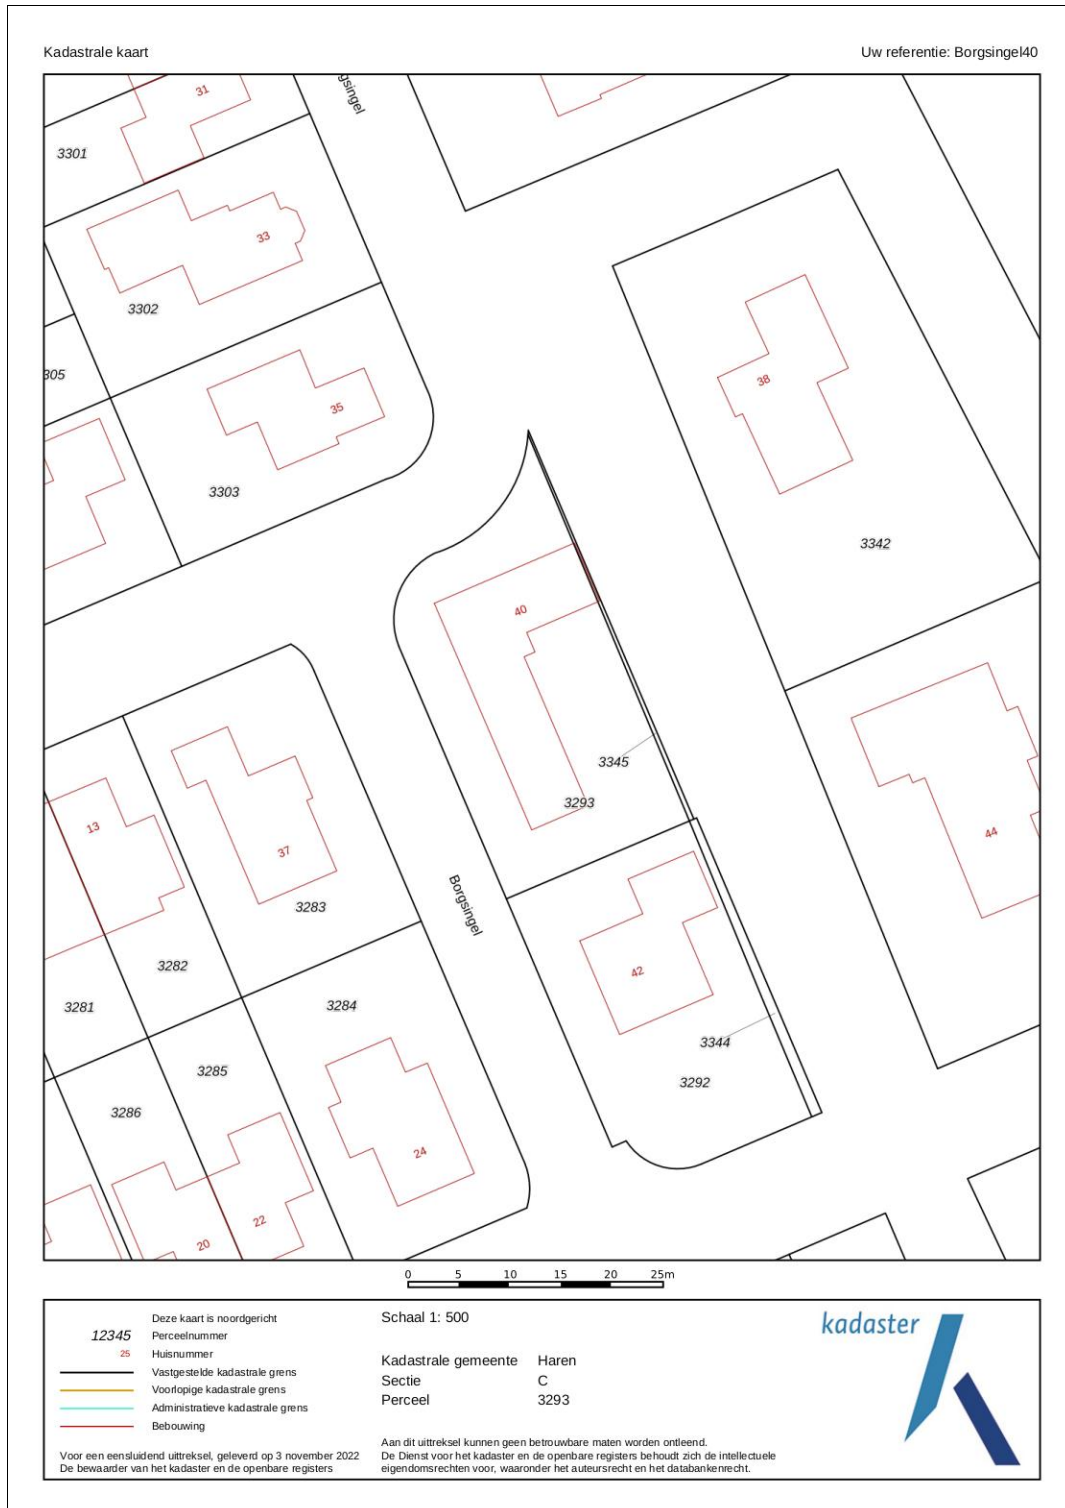 Kadastrale kaart
Uw referentie: Borgsingel40
31
gsingel
3301
33
3302
305
35
38
3303
3342
40
3345
3293
13
37
44
3283
Borgsingel
3282
42
3281
3284
3344
3285
3292
3286
24
22
20
0 5 10 15 20 25m
Deze kaart is noordgericht
12345 Perceelnummer
25 Huisnummer
Vastgestelde kadastrale grens
Voorlopige kadastrale grens
Administratieve kadastrale grens
Bebouwing
Voor een eensluidend uittreksel, geleverd op 3 november 2022
De bewaarder van het kadaster en de openbare registers
Schaal 1: 500
Kadastrale gemeente Haren
Sectie C
Perceel 3293
Aan dit uittreksel kunnen geen betrouwbare maten worden ontleend.
De Dienst voor het kadaster en de openbare registers behoudt zich de intellectuele
eigendomsrechten voor, waaronder het auteursrecht en het databankenrecht.
kadaster